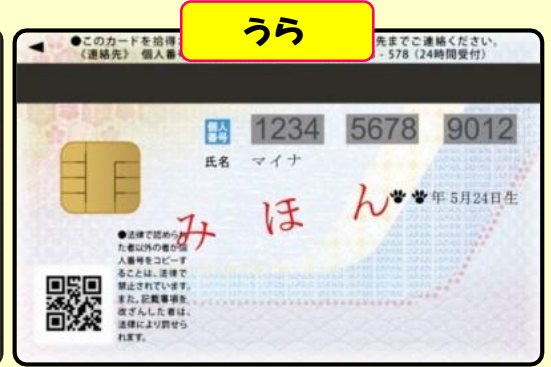 うら
●このカードを拾得 先までご連絡ください。
《連絡先》 個人番 -578（24時間受付）
個人番号 1234 5678 9012
氏名 マイナ
年 5月24日生
みほん
●法律で認められ
た者以外の者が個
人番号をコピーす
ることは、法律で
禁止されています。
また、記載事項を
改ざんした者は、
法律により罰せら
れます。